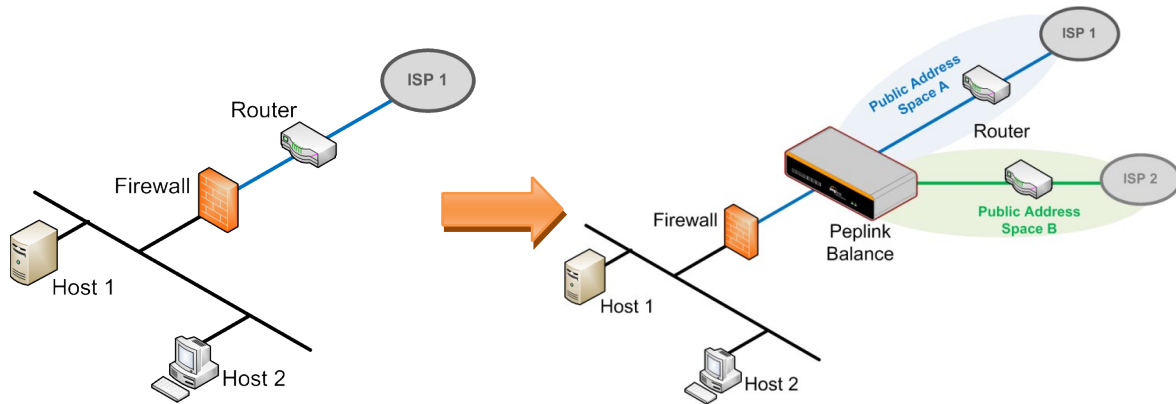 ISP 1
Router
Firewall
Host 1
Host 2
ISP 1
Public Address
Space A
Router
ISP 2
Public Address
Space B
Peplink
Balance
Firewall
Host 1
Host 2